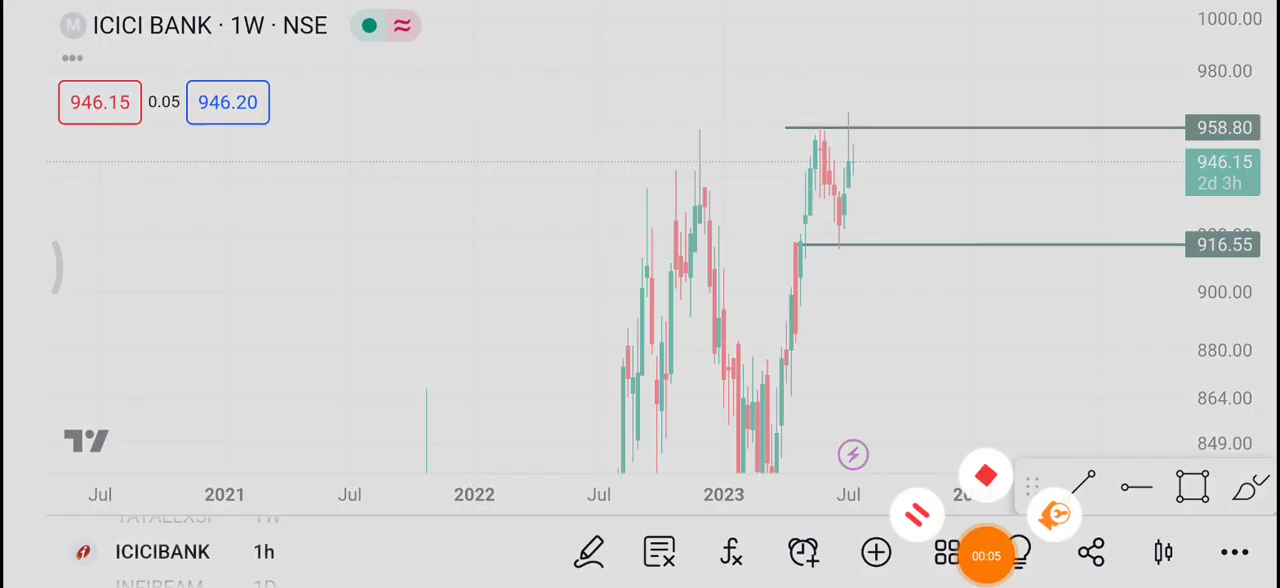 M ICICI BANK · 1W · NSE
946.15 0.05 946.20
1000.00
980.00
958.80
946.15
2d 3h
916.55
900.00
880.00
864.00
849.00
Jul 2021 Jul 2022 Jul 2023 Jul
ICICIBANK 1h
INFIBEAM 1D
00:05